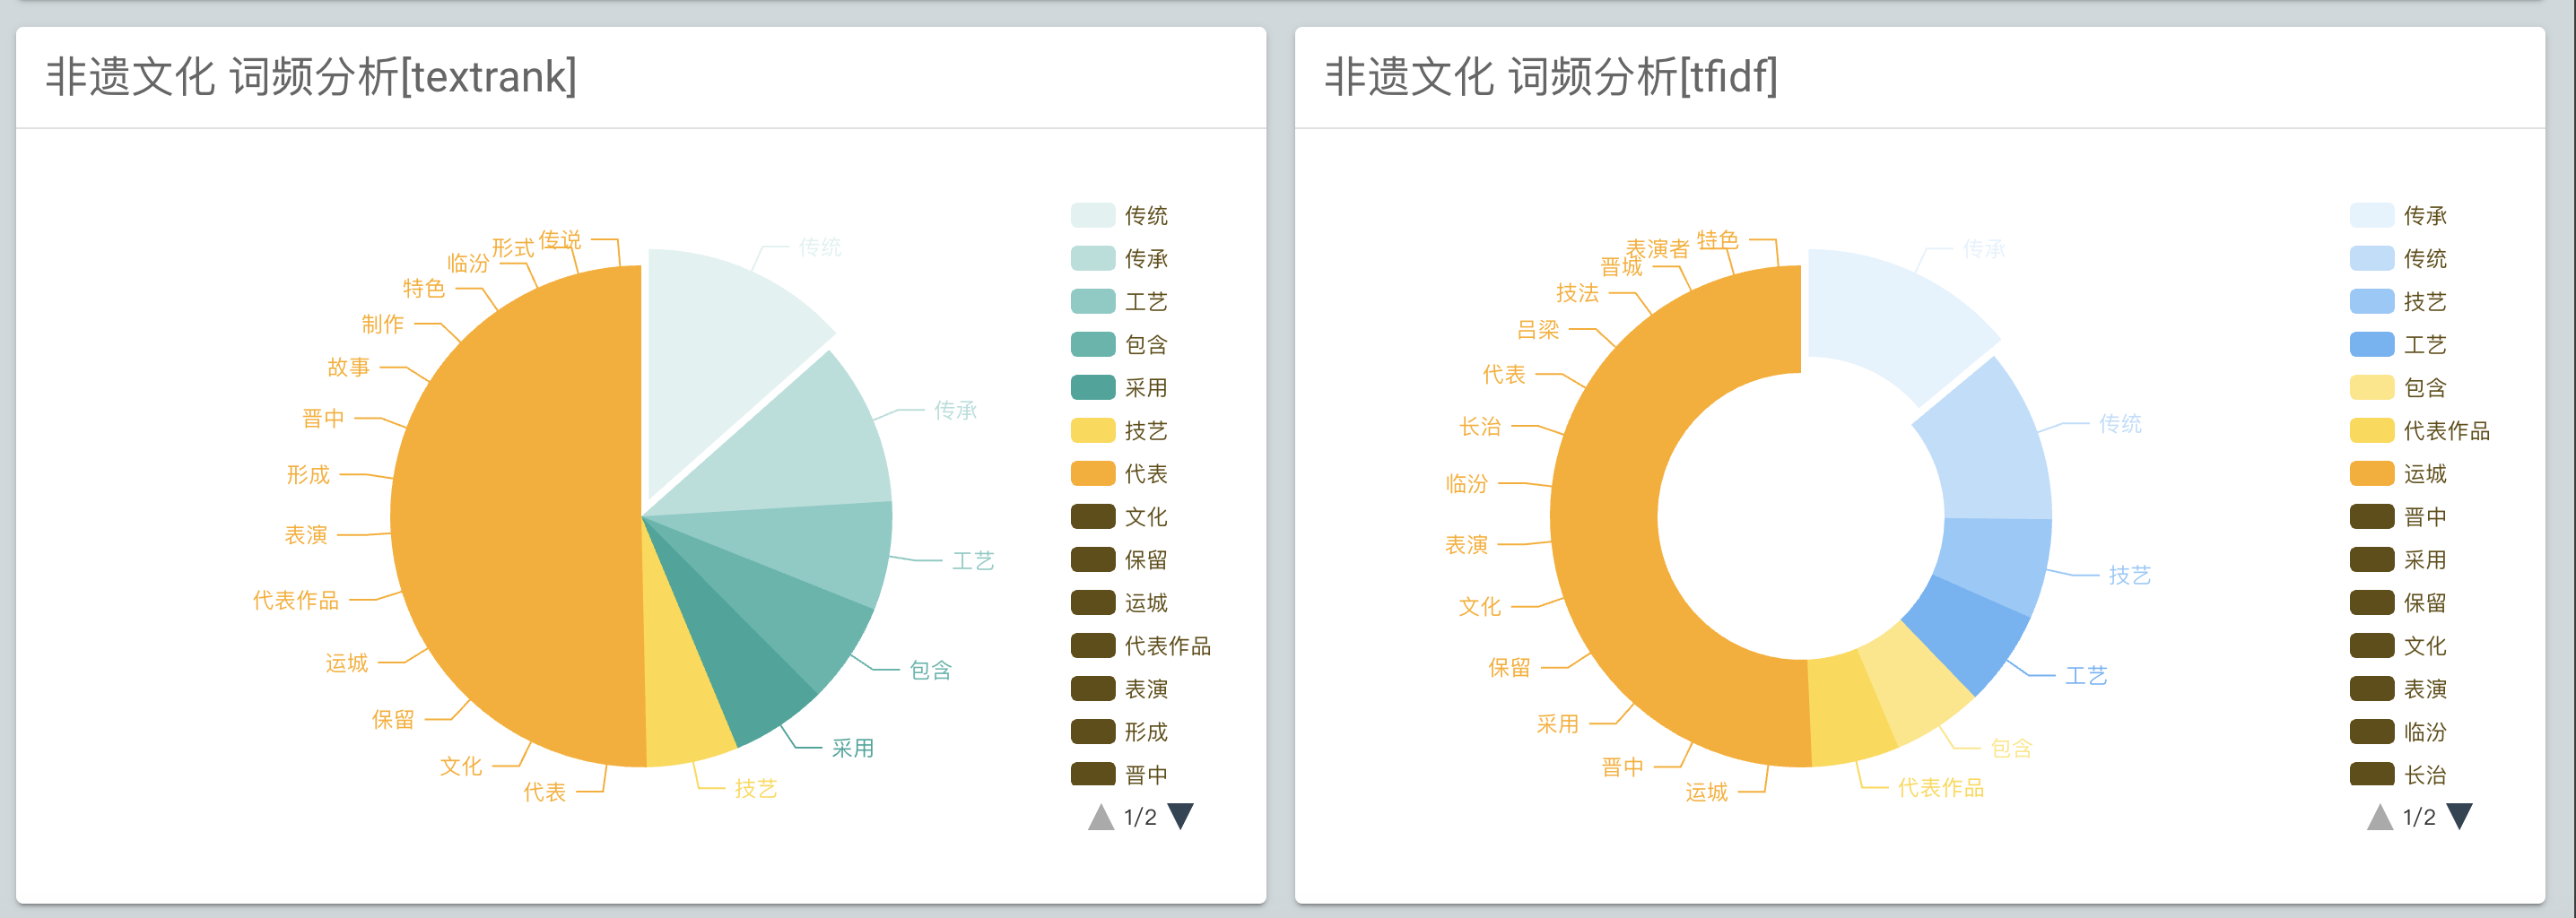 非遗文化 词频分析[textrank]
传说
形式
临汾
特色
制作
故事
晋中
形成
表演
代表作品
运城
保留
文化
代表
传统
传承
工艺
包含
采用
技艺
传统
传承
工艺
包含
采用
技艺
代表
文化
保留
运城
代表作品
表演
形成
晋中
1/2
非遗文化 词频分析[tfidf]
特色
表演者
晋城
技法
吕梁
代表
长治
临汾
表演
文化
保留
采用
晋中
运城
传承
传统
技艺
工艺
包含
代表作品
传承
传统
技艺
工艺
包含
代表作品
运城
晋中
采用
保留
文化
表演
临汾
长治
1/2